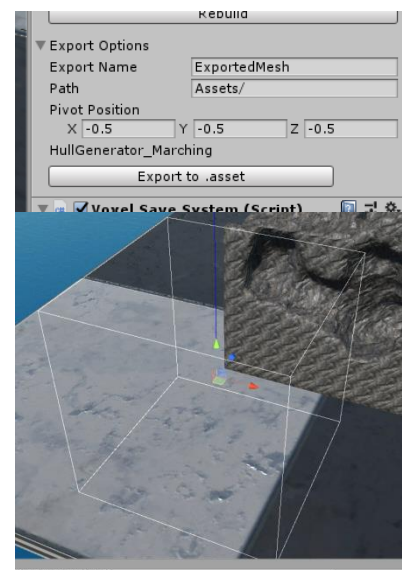 Rebuild
Export Options
Export Name ExportedMesh
Path Assets/
Pivot Position
X -0.5 Y -0.5 Z -0.5
HullGenerator_Marching
Export to .asset
Voxel Save System (Script)